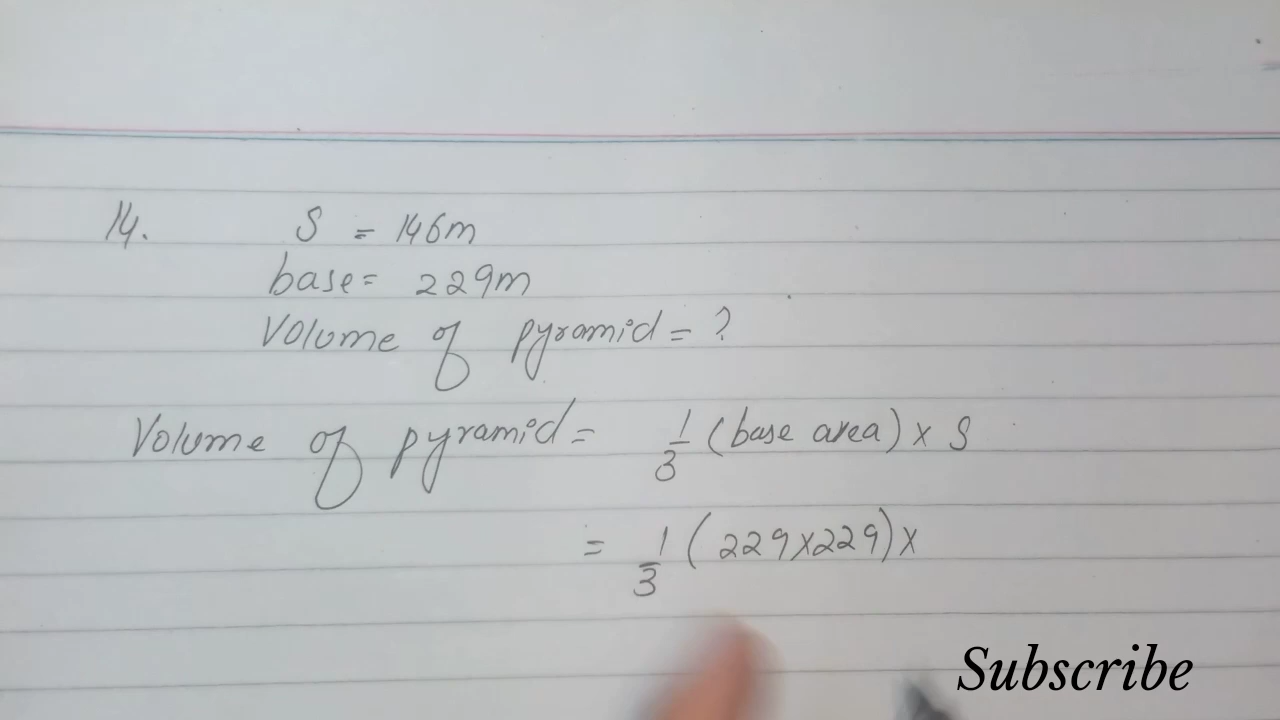 14. S = 146m
base = 229m
Volume of pyramid = ?
Volume of pyramid = 1/3 (base area) x S
= 1/3 (229x229) x
Subscribe